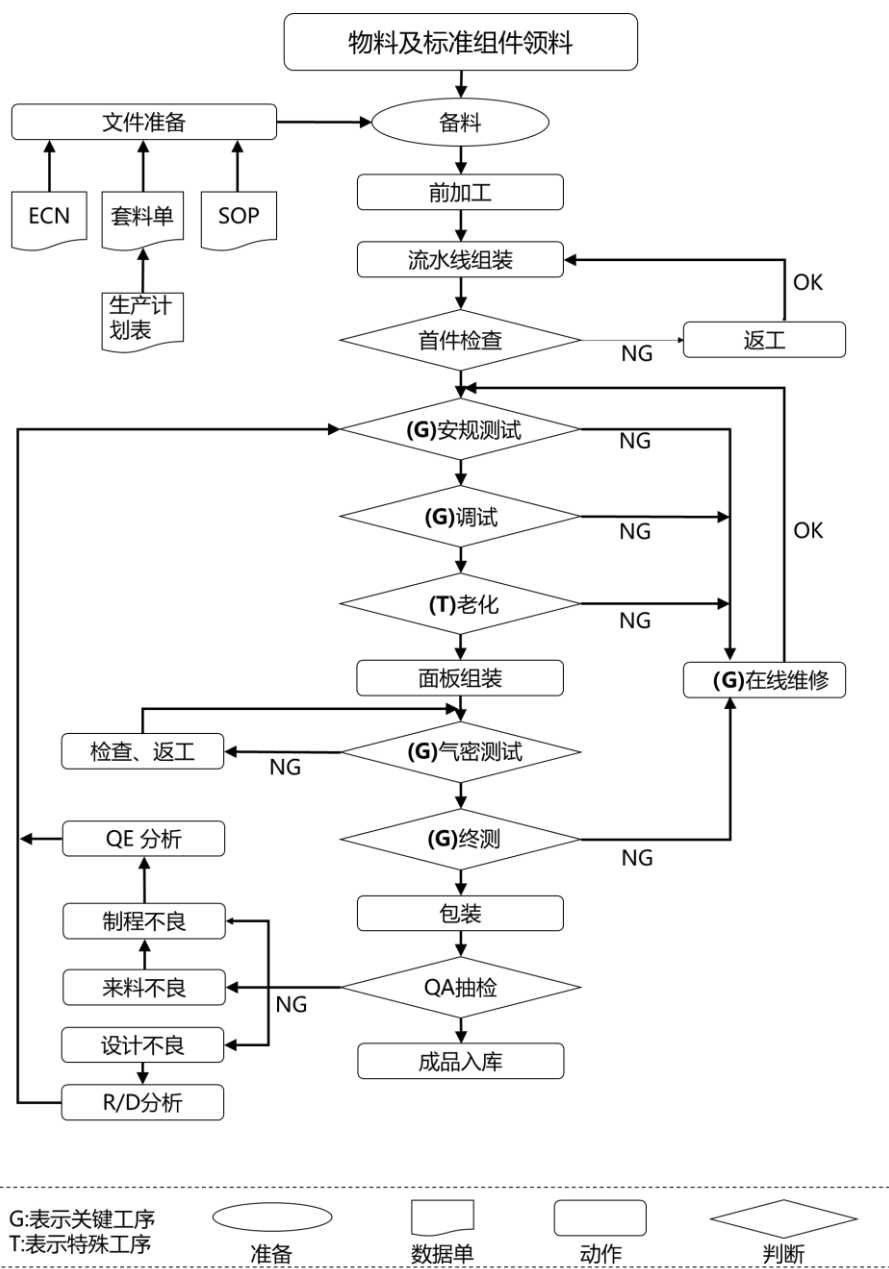 物料及标准组件领料
文件准备
备料
ECN
套料单
SOP
前加工
流水线组装
OK
生产计
划表
首件检查
NG
返工
(G)安规测试
NG
(G)调试
NG
OK
(T)老化
NG
面板组装
(G)在线维修
检查、返工
NG
(G)气密测试
QE 分析
(G)终测
NG
制程不良
包装
来料不良
NG
QA抽检
设计不良
成品入库
R/D分析
G:表示关键工序
T:表示特殊工序
准备
数据单
动作
判断